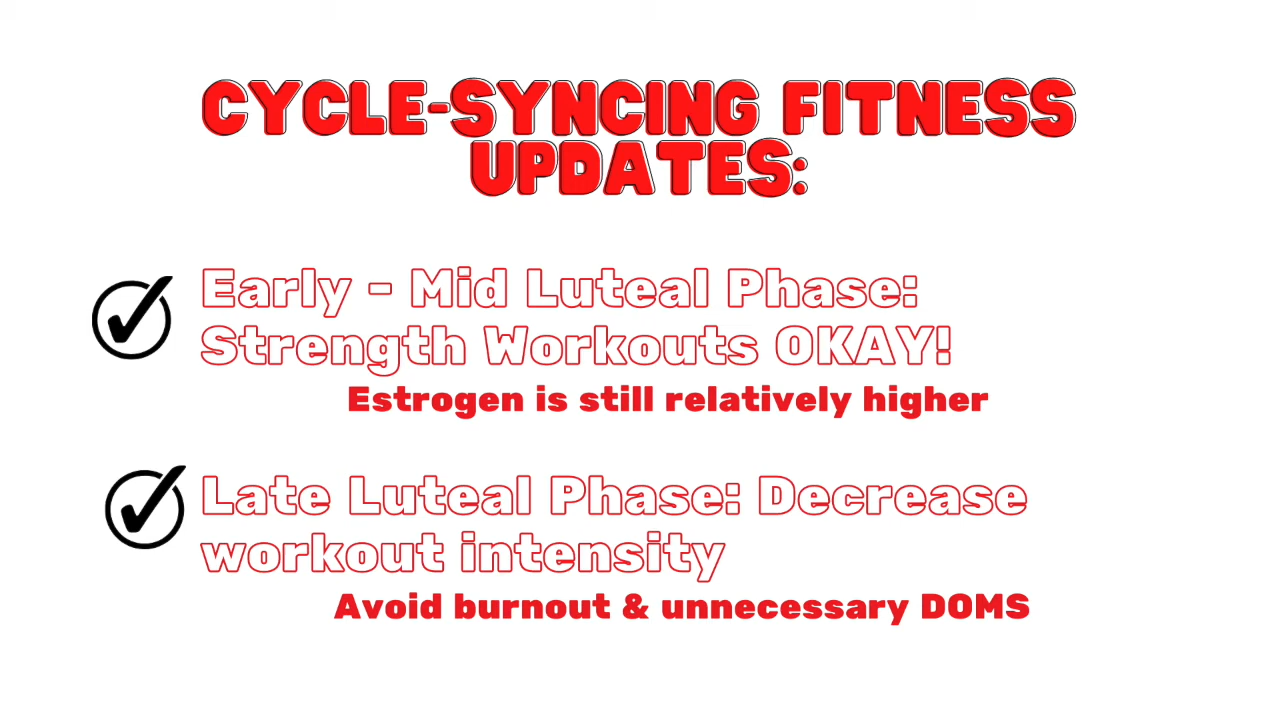 CYCLE-SYNCING FITNESS
UPDATES:
Early - Mid Luteal Phase:
Strength Workouts OKAY!
Estrogen is still relatively higher
Late Luteal Phase: Decrease
workout intensity
Avoid burnout & unnecessary DOMS